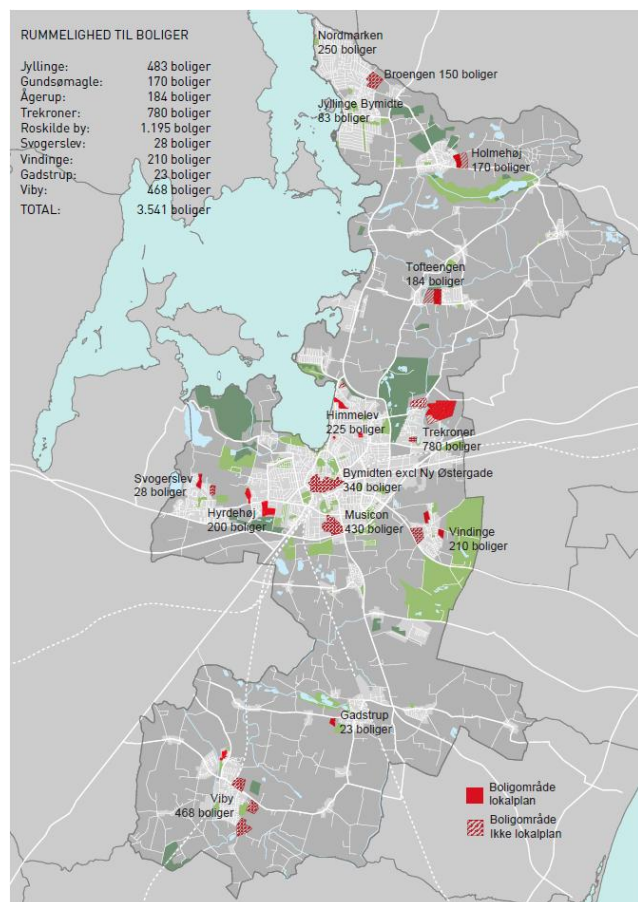 RUMMELIGHED TIL BOLIGER
Jyllinge: 483 boliger
Gundsømagle: 170 boliger
Ågerup: 184 boliger
Trekroner: 780 boliger
Roskilde by: 1.195 bolger
Svogerslev: 28 boliger
Vindinge: 210 boliger
Gadstrup: 23 boliger
Viby: 468 boliger
TOTAL: 3.541 boliger
Nordmarken
250 boliger
Broengen 150 boliger
Jyllinge Bymidte
83 boliger
Holmehøj
170 boliger
Tofteengen
184 boliger
Himmelev
225 boliger
Trekroner
780 boliger
Bymidten excl Ny Østergade
340 boliger
Svogerslev
28 boliger
Hyrdehøj
200 boliger
Musicon
430 boliger
Vindinge
210 boliger
Gadstrup
23 boliger
Viby
468 boliger
Boligområde
lokalplan
Boligområde
Ikke lokalplan